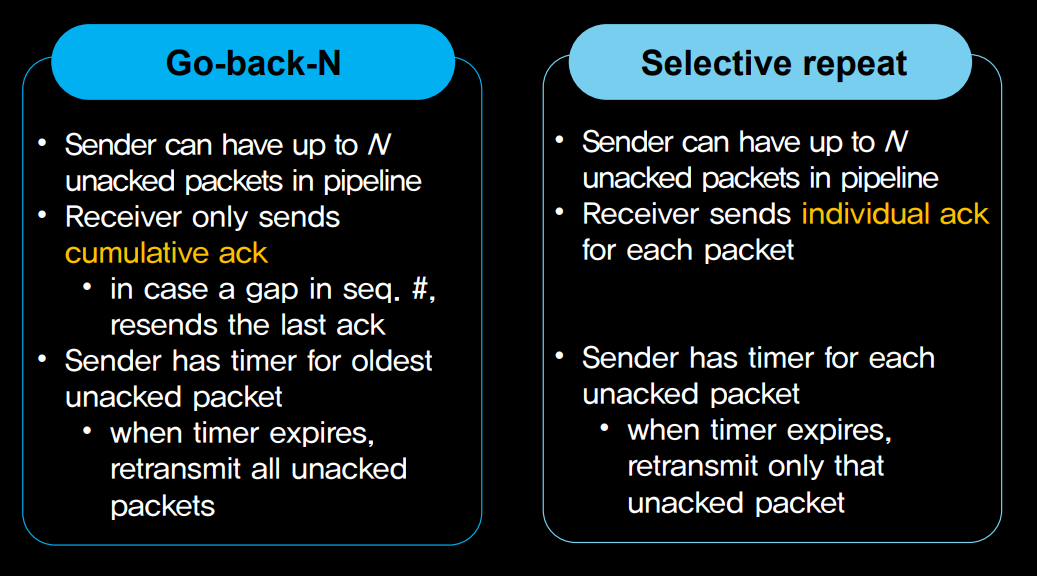 Go-back-N
• Sender can have up to N
unacked packets in pipeline
• Receiver only sends
cumulative ack
• in case a gap in seq. #,
resends the last ack
• Sender has timer for oldest
unacked packet
• when timer expires,
retransmit all unacked
packets
Selective repeat
• Sender can have up to N
unacked packets in pipeline
• Receiver sends individual ack
for each packet
• Sender has timer for each
unacked packet
• when timer expires,
retransmit only that
unacked packet